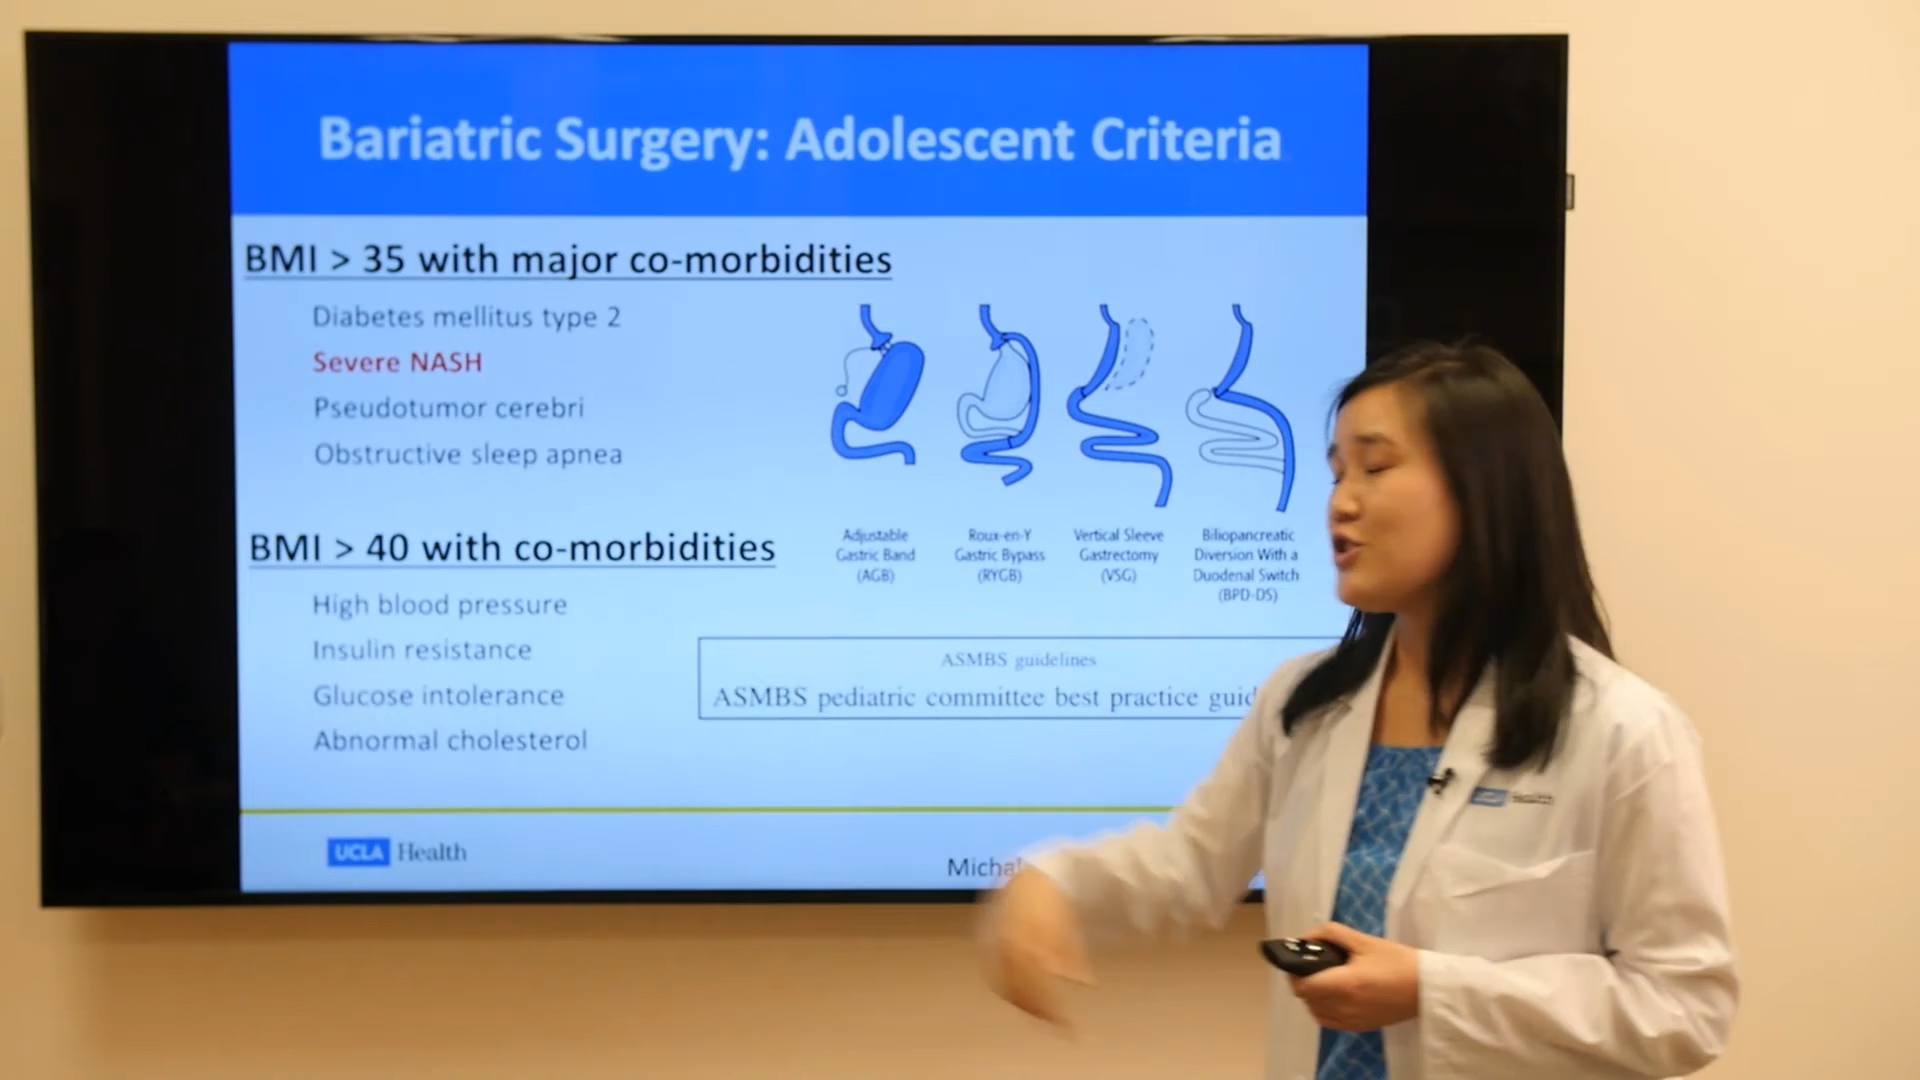 Bariatric Surgery: Adolescent Criteria
BMI > 35 with major co-morbidities
Diabetes mellitus type 2
Severe NASH
Pseudotumor cerebri
Obstructive sleep apnea
BMI > 40 with co-morbidities
High blood pressure
Insulin resistance
Glucose intolerance
Abnormal cholesterol
Adjustable
Gastric Band
(AGB)
Roux-en-Y
Gastric Bypass
(RYGB)
Vertical Sleeve
Gastrectomy
(VSG)
Biliopancreatic
Diversion With a
Duodenal Switch
(BPD-DS)
ASMBS guidelines
ASMBS pediatric committee best practice
UCLA Health
UCLA Health